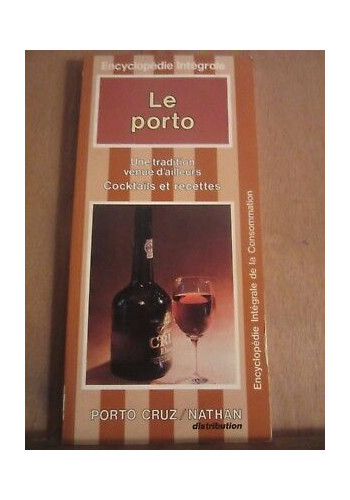 Encyclopédie Intégrale
Le
porto
Une tradition
venue d'ailleurs
Cocktails et recettes
Encyclopédie Intégrale de la Consommation
PORTO CRUZ / NATHAN
distribution